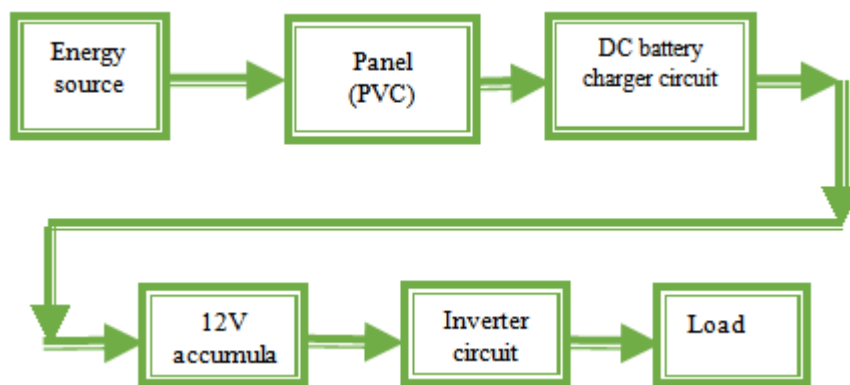 Energy
source
Panel
(PVC)
DC battery
charger circuit
12V
accumula
Inverter
circuit
Load